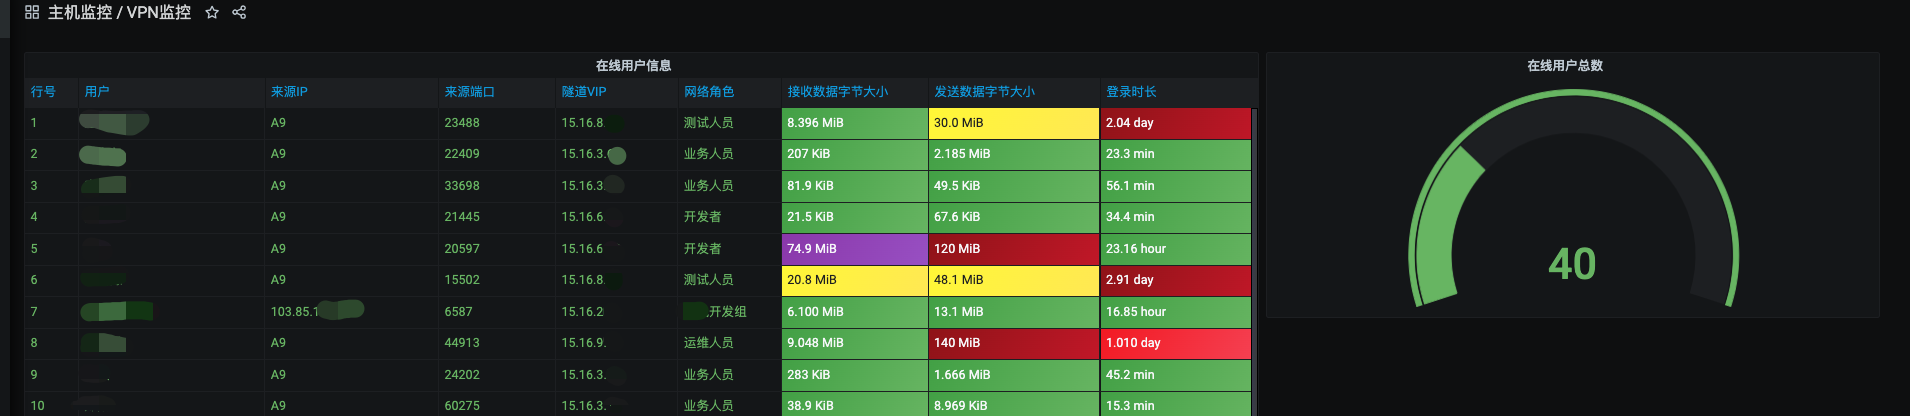 主机监控 / VPN监控
在线用户信息
行号 用户 来源IP 来源端口 隧道VIP 网络角色 接收数据字节大小 发送数据字节大小 登录时长
1 A9 23488 15.16.8. 测试人员 8.396 MiB 30.0 MiB 2.04 day
2 A9 22409 15.16.3. 业务人员 207 KiB 2.185 MiB 23.3 min
3 A9 33698 15.16.3. 业务人员 81.9 KiB 49.5 KiB 56.1 min
4 A9 21445 15.16.6. 开发者 21.5 KiB 67.6 KiB 34.4 min
5 A9 20597 15.16.6 开发者 74.9 MiB 120 MiB 23.16 hour
6 A9 15502 15.16.8. 测试人员 20.8 MiB 48.1 MiB 2.91 day
7 103.85.1 6587 15.16.2 开发组 6.100 MiB 13.1 MiB 16.85 hour
8 A9 44913 15.16.9. 运维人员 9.048 MiB 140 MiB 1.010 day
9 A9 24202 15.16.3. 业务人员 283 KiB 1.666 MiB 45.2 min
10 A9 60275 15.16.3. 业务人员 38.9 KiB 8.969 KiB 15.3 min
在线用户总数
40